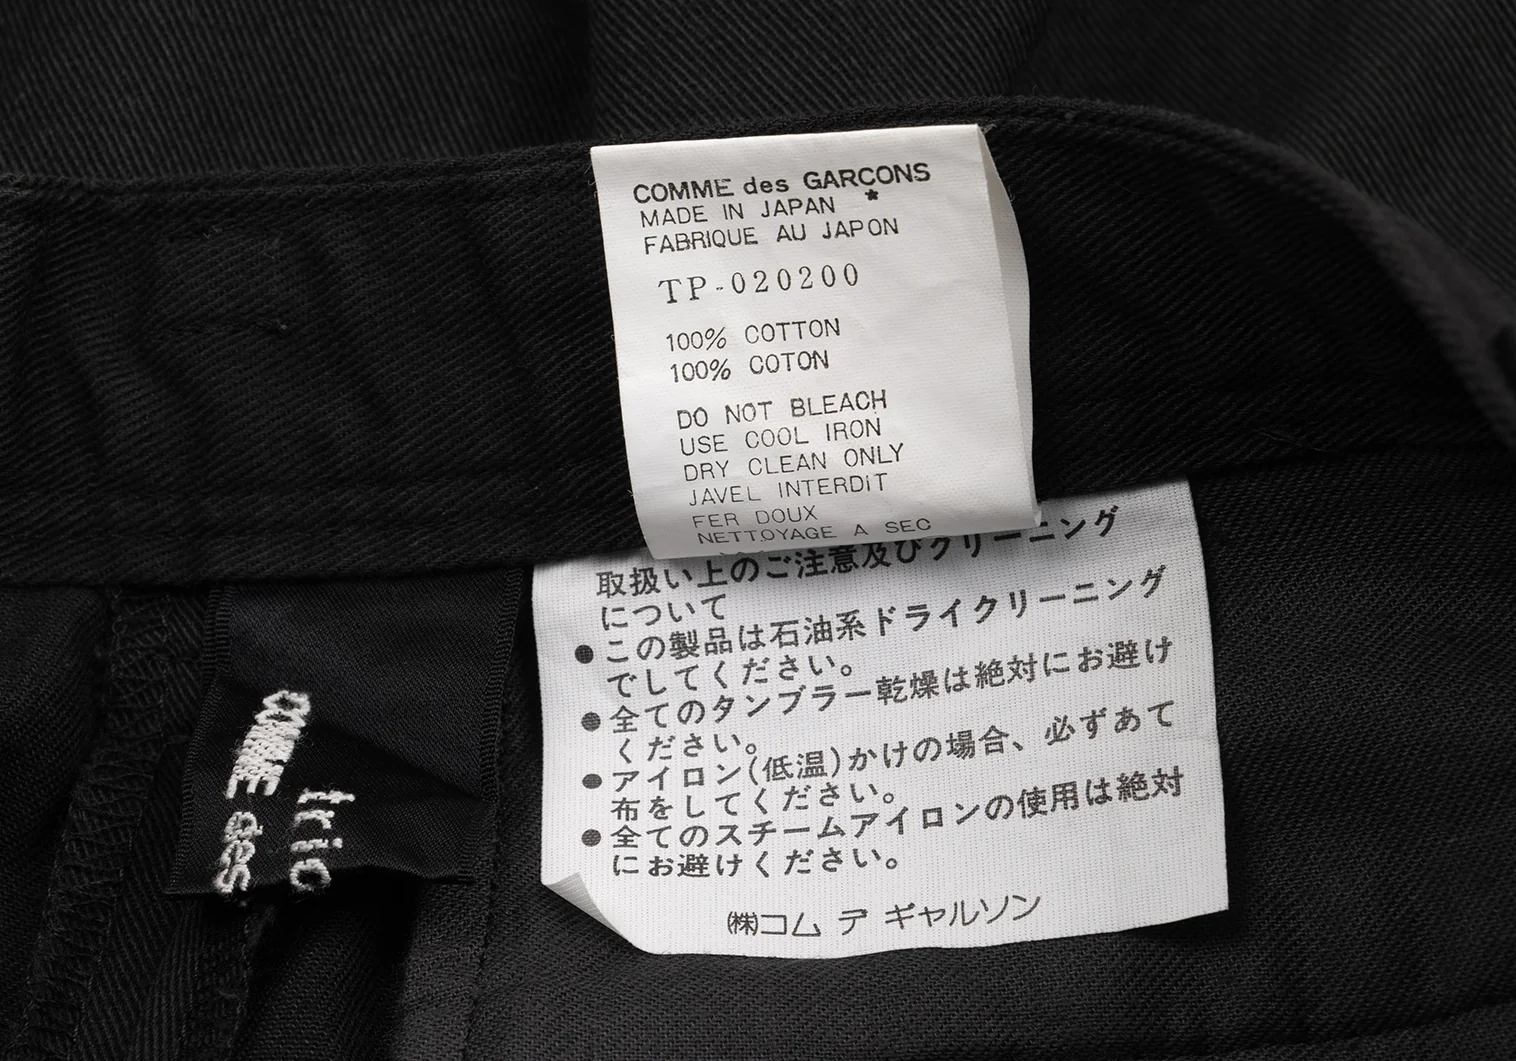 COMME des GARCONS
*
MADE IN JAPAN
FABRIQUE AU JAPON
TP-020200
100% COTTON
100% COTON
DO NOT BLEACH
USE COOL IRON
DRY CLEAN ONLY
JAVEL INTERDIT
FER DOUX
NETTOYAGE A SEC
取扱い上のご注意及びクリーニング
について
●この製品は石油系ドライクリーニング
でしてください。
●全てのタンブラー乾燥は絶対にお避け
ください。
●アイロン(低温)かけの場合、必ずあて
布をしてください。
●全てのスチームアイロンの使用は絶対
にお避けください。
㈱コム デ ギャルソン
tric
COMME des